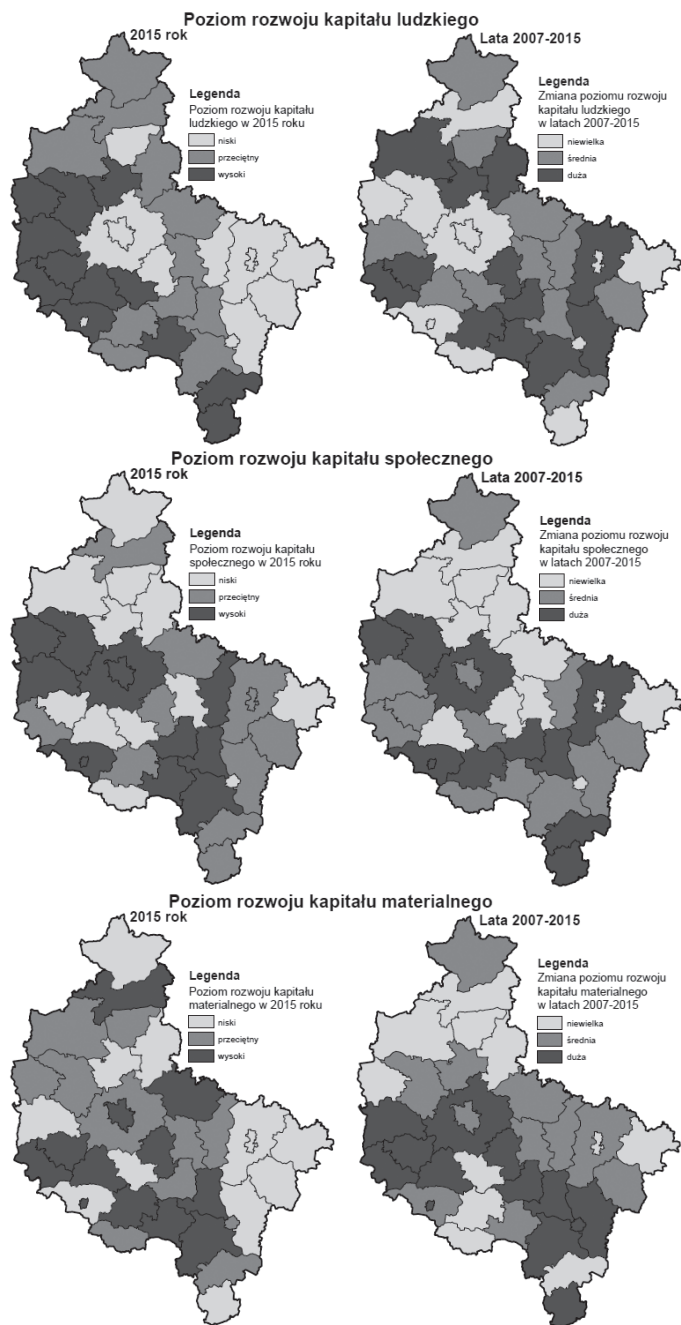 Poziom rozwoju kapitału ludzkiego
2015 rok
Legenda
Poziom rozwoju kapitału
ludzkiego w 2015 roku
niski
przeciętny
wysoki
Lata 2007-2015
Legenda
Zmiana poziomu rozwoju
kapitału ludzkiego
w latach 2007-2015
niewielka
średnia
duża
Poziom rozwoju kapitału społecznego
2015 rok
Legenda
Poziom rozwoju kapitału
społecznego w 2015 roku
niski
przeciętny
wysoki
Lata 2007-2015
Legenda
Zmiana poziomu rozwoju
kapitału społecznego
w latach 2007-2015
niewielka
średnia
duża
Poziom rozwoju kapitału materialnego
2015 rok
Legenda
Poziom rozwoju kapitału
materialnego w 2015 roku
niski
przeciętny
wysoki
Lata 2007-2015
Legenda
Zmiana poziomu rozwoju
kapitału materialnego
w latach 2007-2015
niewielka
średnia
duża